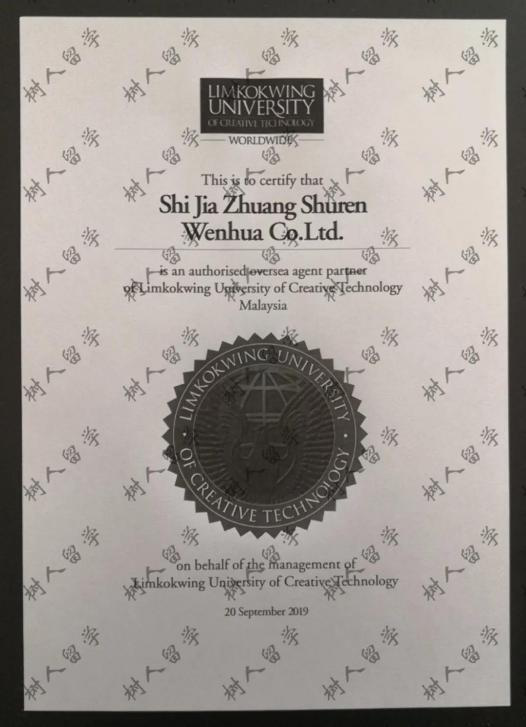 LIMKOKWING
UNIVERSITY
OF CREATIVE TECHNOLOGY
WORLDWIDE
This is to certify that
Shi Jia Zhuang Shuren
Wenhua Co.Ltd.
is an authorised oversea agent partner
of Limkokwing University of Creative Technology
Malaysia
LIMKOKWING UNIVERSITY
OF CREATIVE TECHNOLOGY
on behalf of the management of
Limkokwing University of Creative Technology
20 September 2019
树人留学